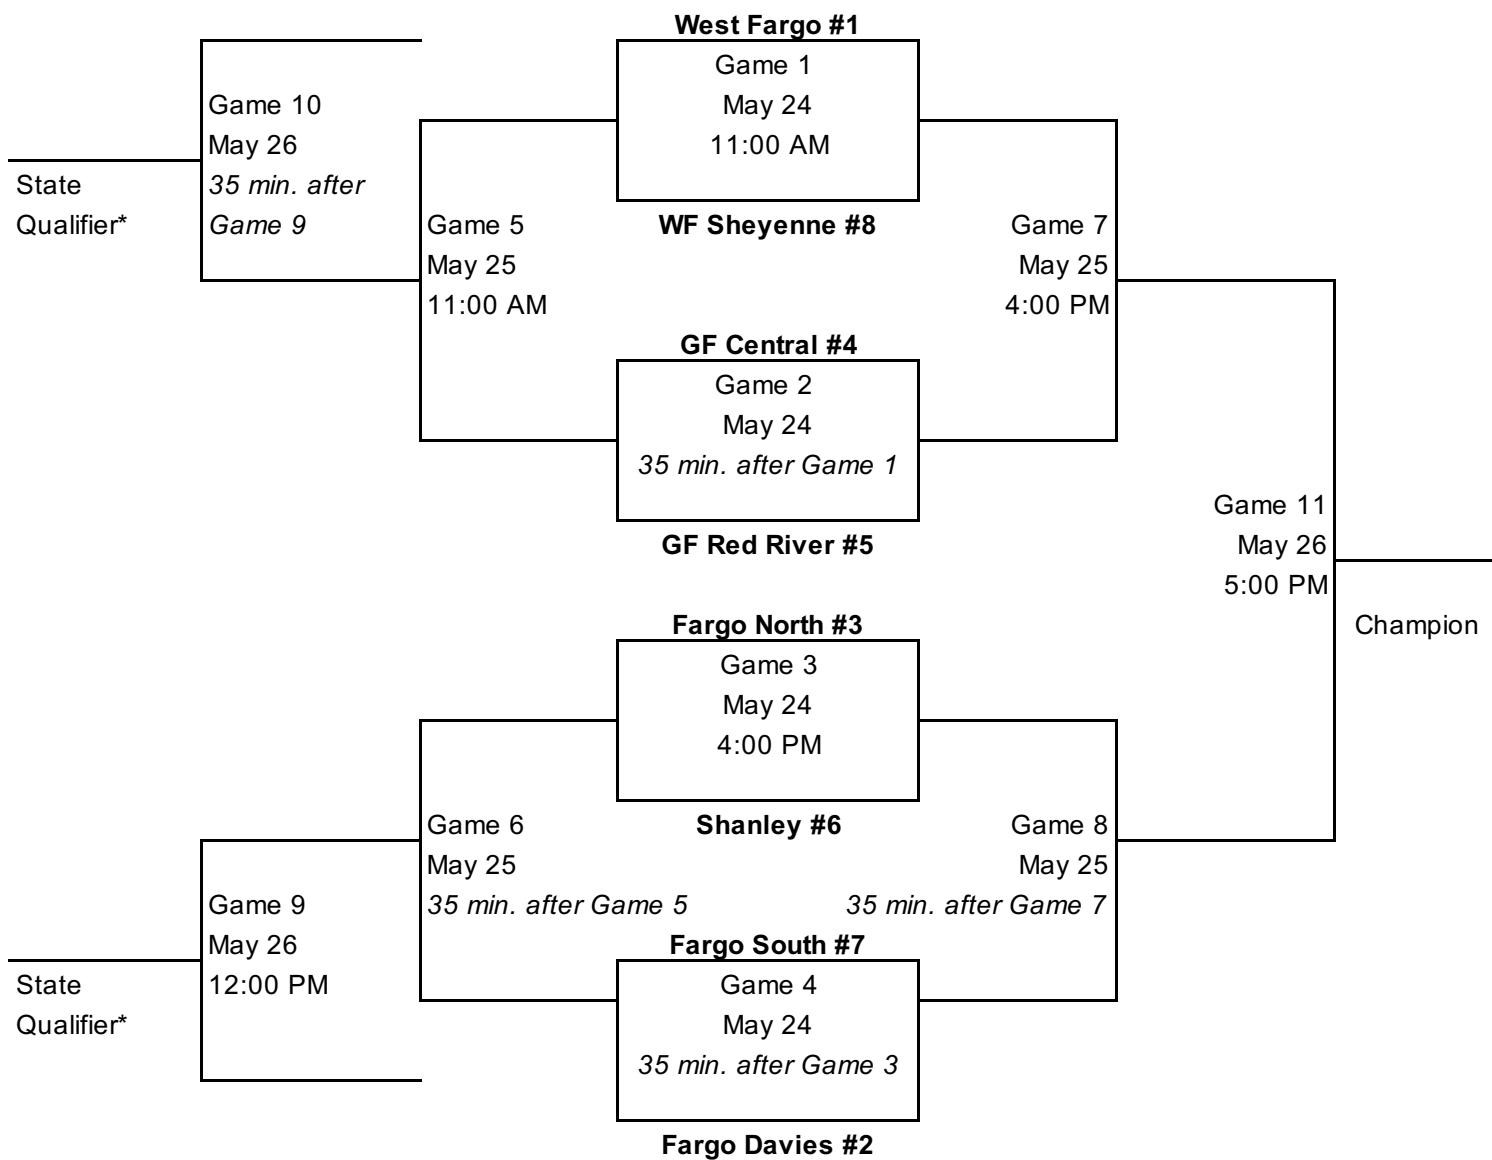 West Fargo #1
Game 1
May 24
11:00 AM
WF Sheyenne #8
Game 10
May 26
35 min. after
Game 9
State
Qualifier*
Game 5
May 25
11:00 AM
Game 7
May 25
4:00 PM
GF Central #4
Game 2
May 24
35 min. after Game 1
GF Red River #5
Game 11
May 26
5:00 PM
Champion
Fargo North #3
Game 3
May 24
4:00 PM
Shanley #6
Game 6
May 25
35 min. after Game 5
Game 8
May 25
35 min. after Game 7
Game 9
May 26
12:00 PM
State
Qualifier*
Fargo South #7
Game 4
May 24
35 min. after Game 3
Fargo Davies #2